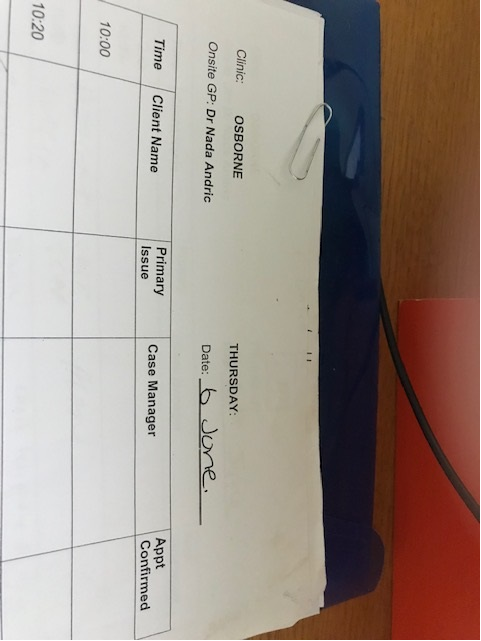 Clinic: OSBORNE THURSDAY:
Onsite GP: Dr Nada Andric Date: 6 June.
Time Client Name Primary Issue Case Manager Appt Confirmed
10:00
10:20